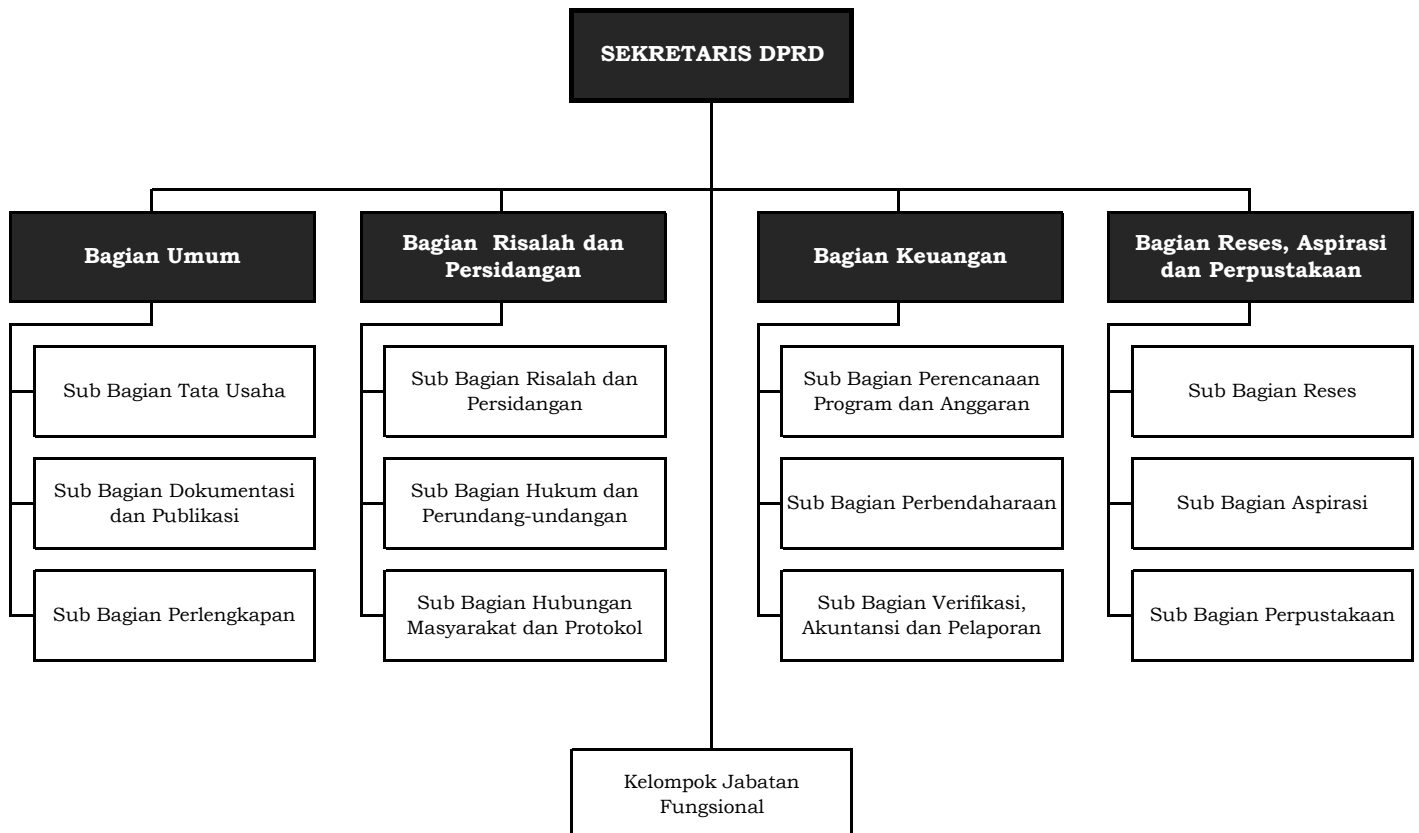 SEKRETARIS DPRD
Bagian Umum
Bagian Risalah dan
Persidangan
Bagian Keuangan
Bagian Reses, Aspirasi
dan Perpustakaan
Sub Bagian Tata Usaha
Sub Bagian Dokumentasi
dan Publikasi
Sub Bagian Perlengkapan
Sub Bagian Risalah dan
Persidangan
Sub Bagian Hukum dan
Perundang-undangan
Sub Bagian Hubungan
Masyarakat dan Protokol
Sub Bagian Perencanaan
Program dan Anggaran
Sub Bagian Perbendaharaan
Sub Bagian Verifikasi,
Akuntansi dan Pelaporan
Sub Bagian Reses
Sub Bagian Aspirasi
Sub Bagian Perpustakaan
Kelompok Jabatan
Fungsional